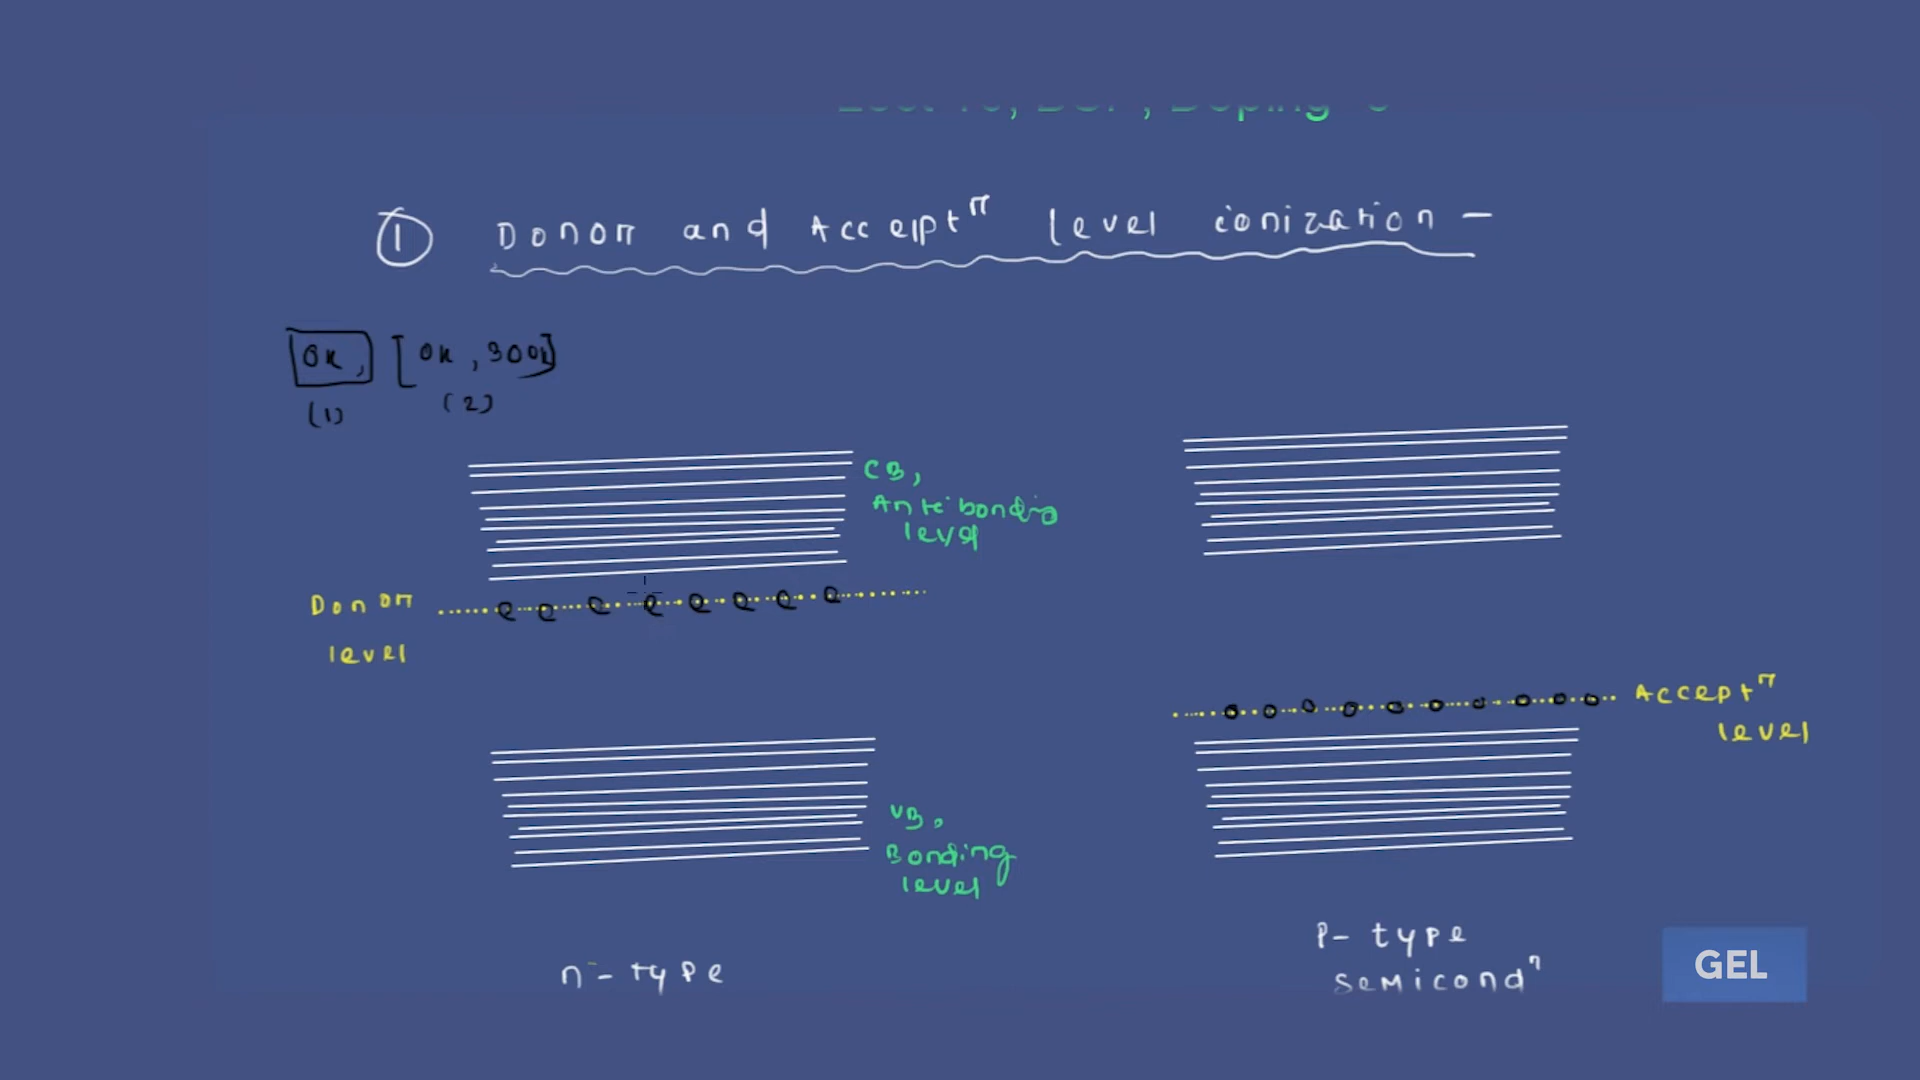 ① Donor and Acceptʳ level ionization -
0K, [0K, 300K]
(1) (2)
CB,
Antibonding
level
Donor
level
e e e e e e e e
Acceptʳ
level
VB,
Bonding
level
n - type
P - type
semicondʳ
GEL